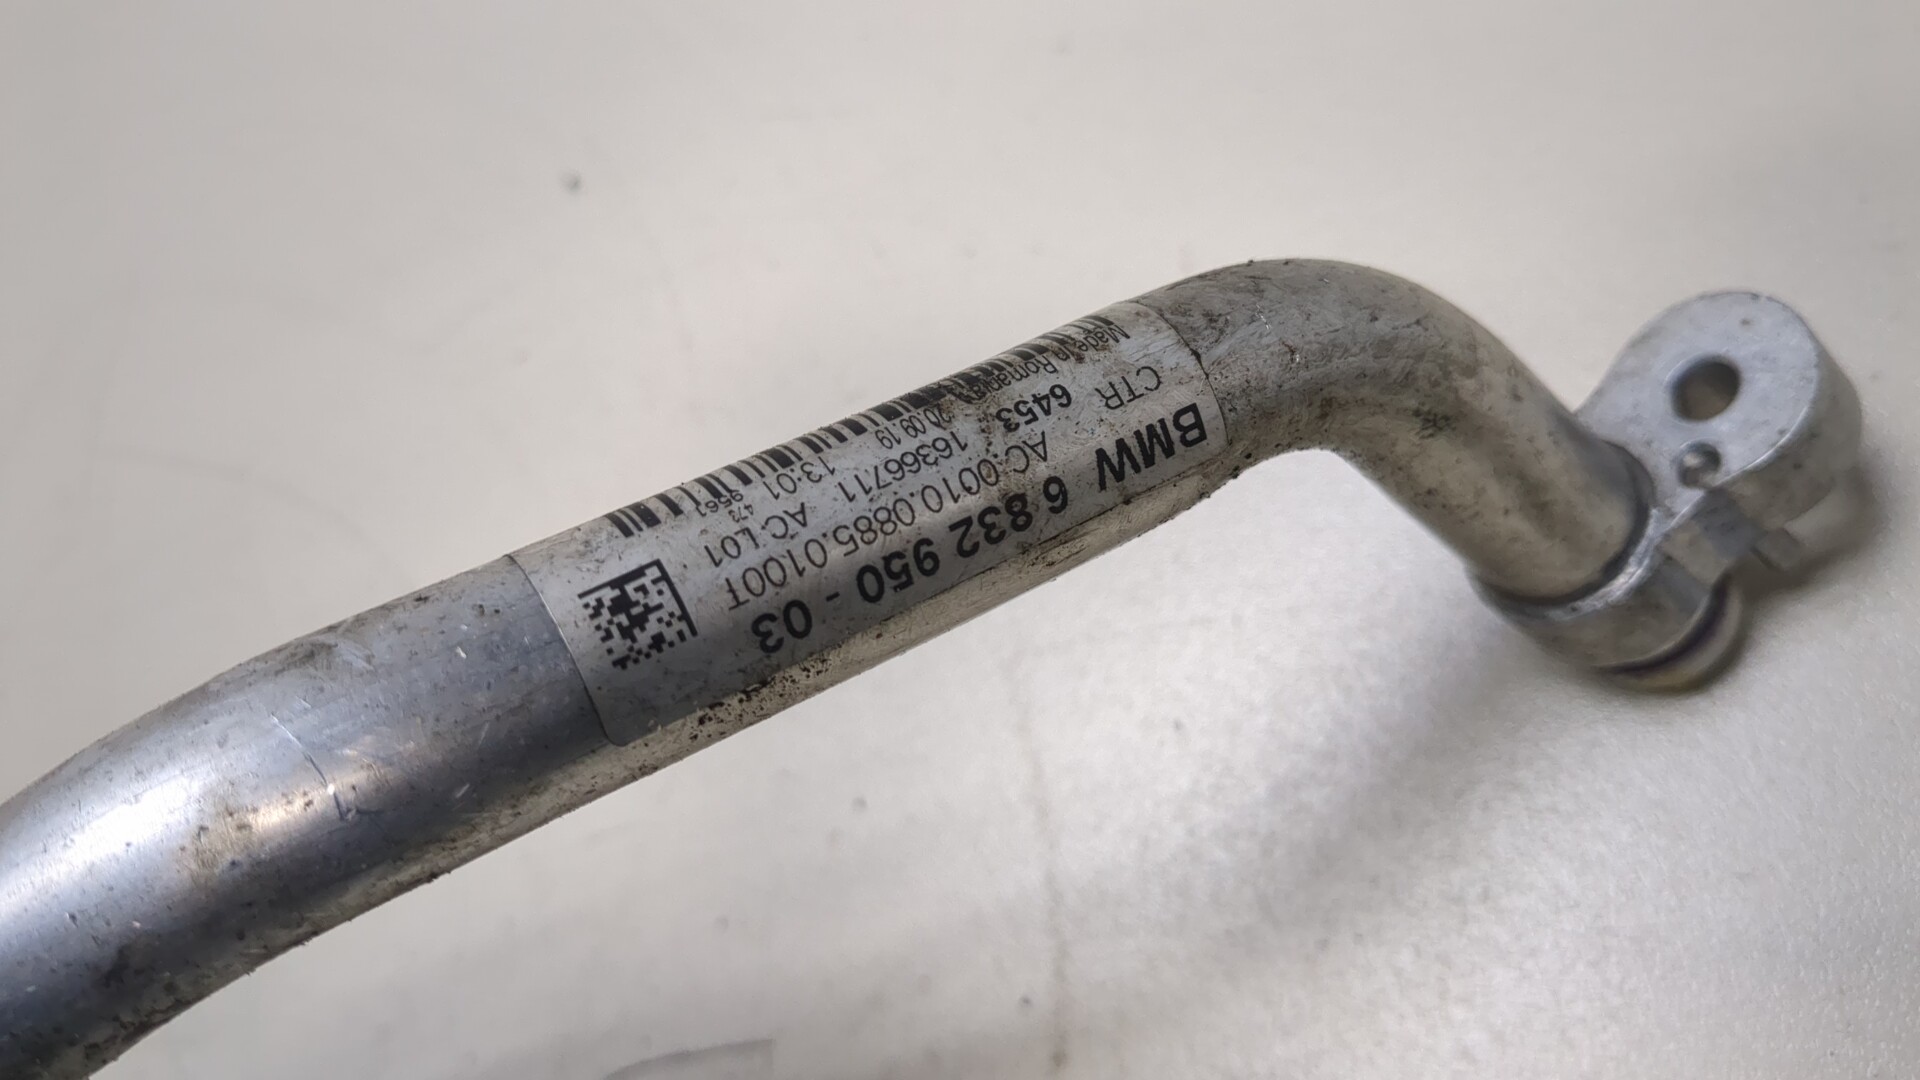 BMW 6 832 950 - 03
AC.0010.0885.0100T
CTR 6453 16366711 AC L01
Made in Romania 20.09.19 13:01
473